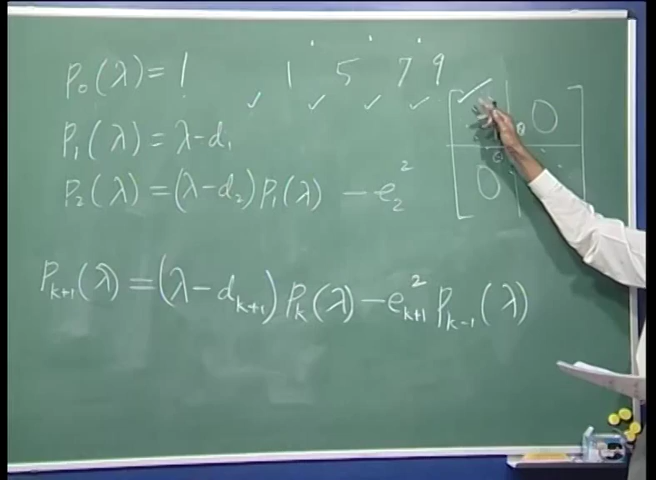 p₀(λ) = 1 1 5 7 9
✓ ✓ ✓ ✓ ✓
p₁(λ) = λ - d₁ 0 0
p₂(λ) = (λ - d₂) p₁(λ) - e₂² 0
p_{k+1}(λ) = (λ - d_{k+1}) p_k(λ) - e²_{k+1} p_{k-1}(λ)